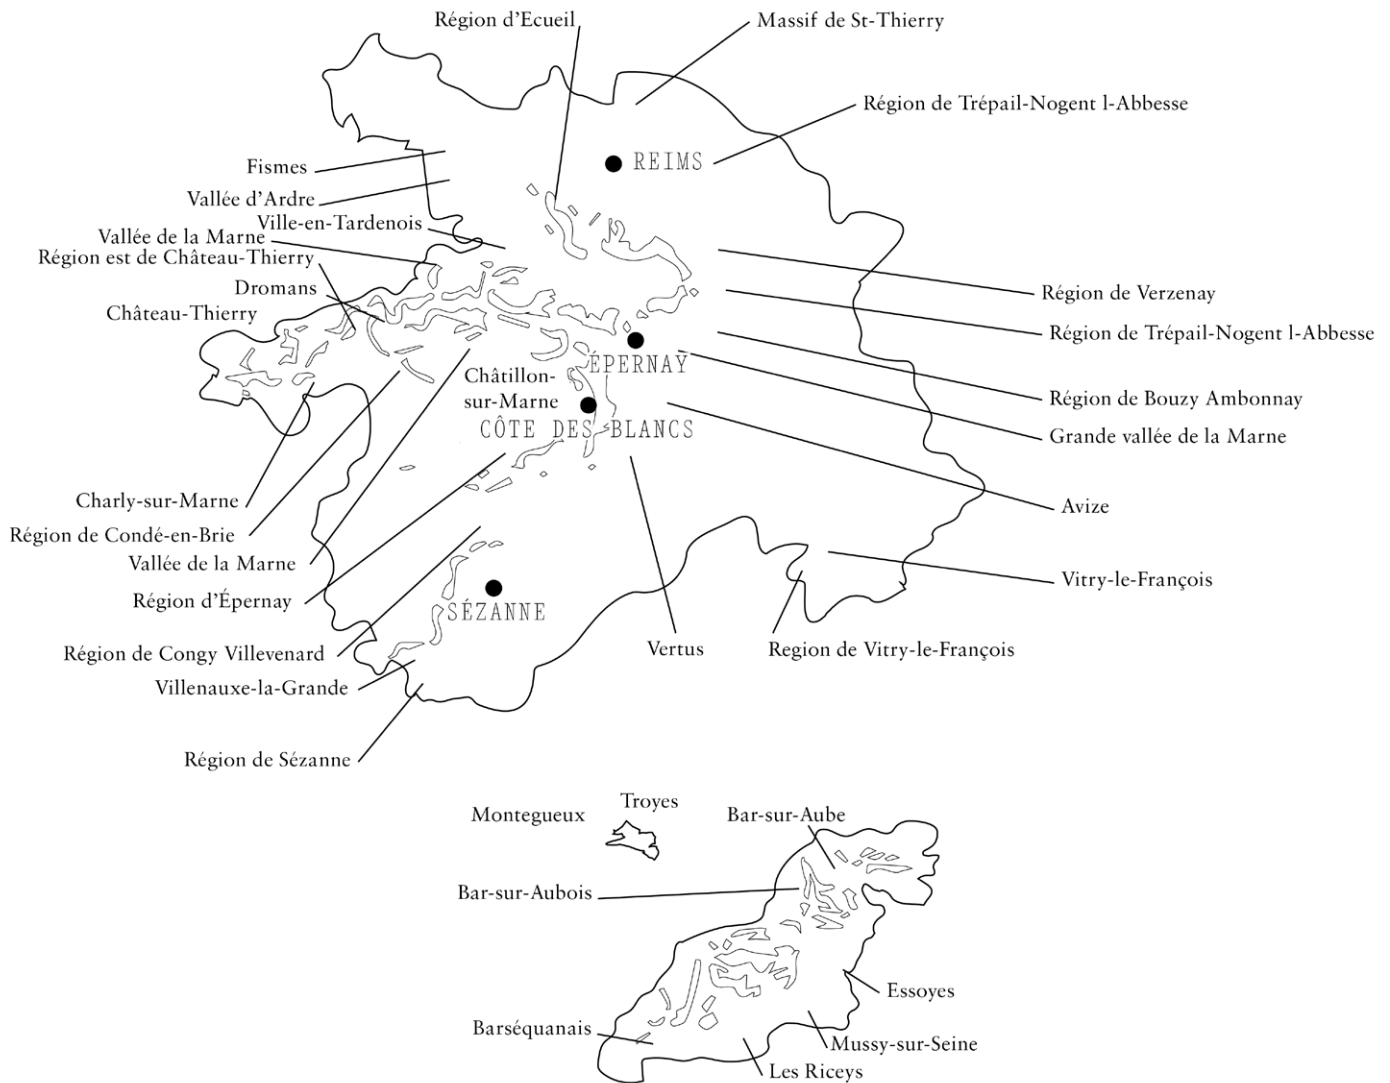 Région d'Ecueil
Massif de St-Thierry
Région de Trépail-Nogent l-Abbesse
REIMS
Fismes
Vallée d'Ardre
Ville-en-Tardenois
Vallée de la Marne
Région est de Château-Thierry
Dromans
Château-Thierry
Région de Verzenay
Région de Trépail-Nogent l-Abbesse
ÉPERNAY
Châtillon-
sur-Marne
CÔTE DES BLANCS
Région de Bouzy Ambonnay
Grande vallée de la Marne
Charly-sur-Marne
Région de Condé-en-Brie
Vallée de la Marne
Région d'Épernay
Avize
Vitry-le-François
SÉZANNE
Région de Congy Villevenard
Vertus
Region de Vitry-le-François
Villenauxe-la-Grande
Région de Sézanne
Troyes
Montegueux
Bar-sur-Aube
Bar-sur-Aubois
Essoyes
Barséquanais
Mussy-sur-Seine
Les Riceys